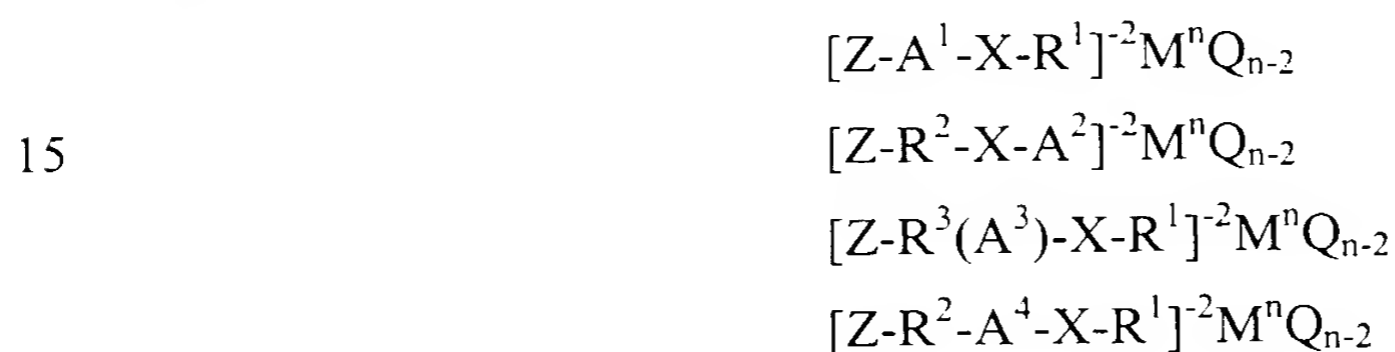 [Z-A¹-X-R¹]⁻²MⁿQₙ₋₂
15 [Z-R²-X-A²]⁻²MⁿQₙ₋₂
[Z-R³(A³)-X-R¹]⁻²MⁿQₙ₋₂
[Z-R²-A⁴-X-R¹]⁻²MⁿQₙ₋₂